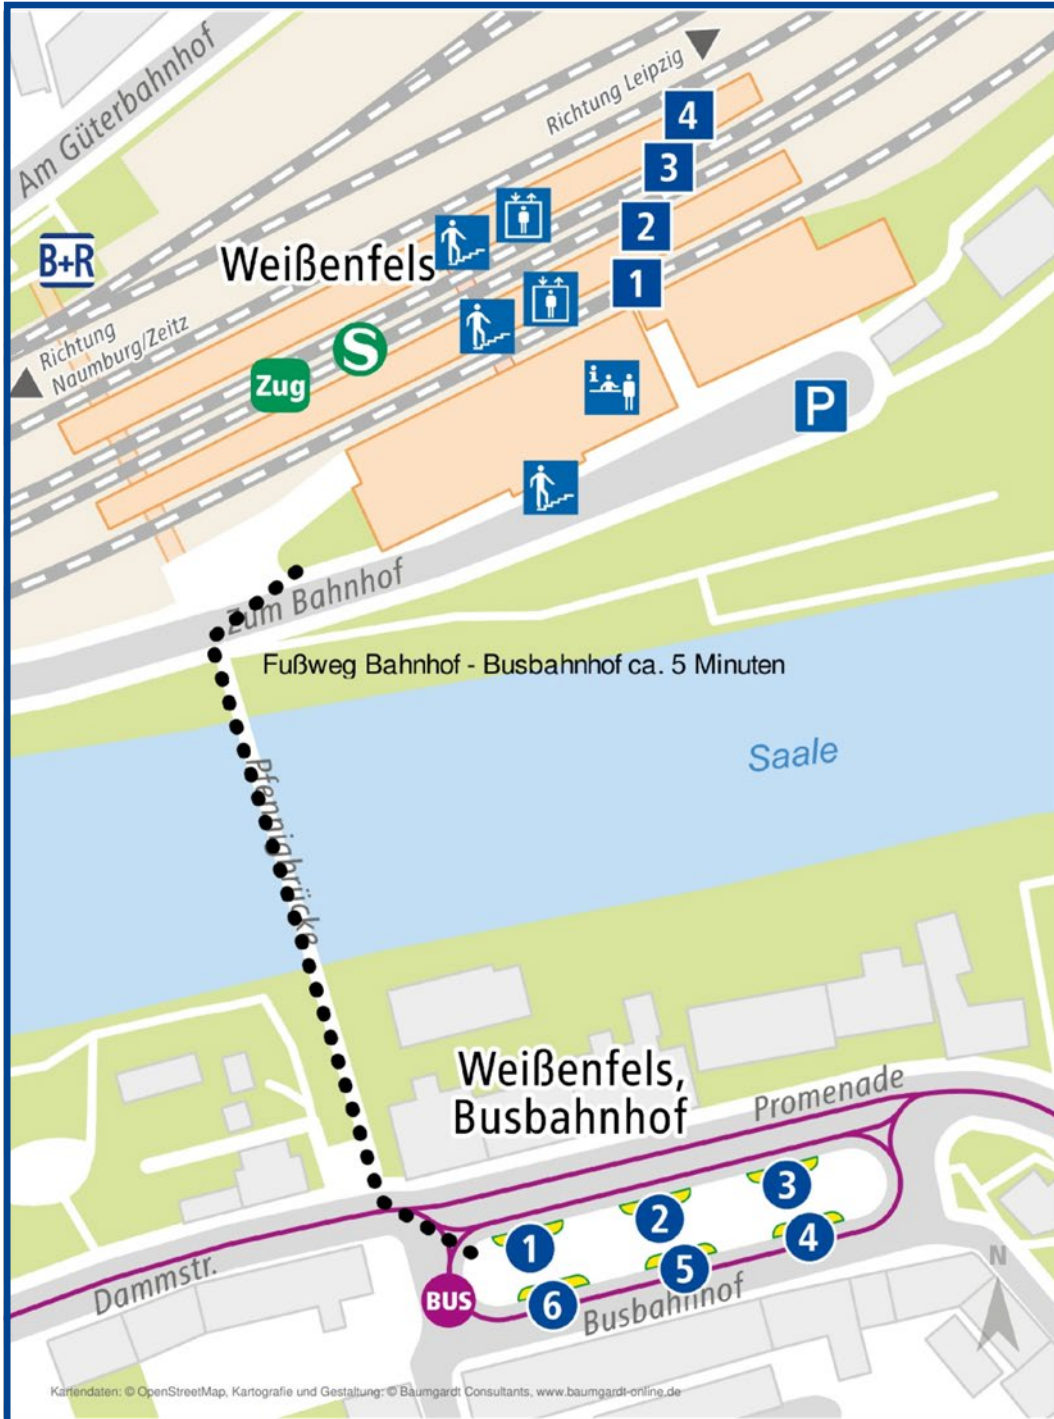 Am Güterbahnhof
Richtung Leipzig
4
3
2
1
B+R
Weißenfels
Richtung
Naumburg/Zeitz
S
Zug
i
P
Zum Bahnhof
Fußweg Bahnhof - Busbahnhof ca. 5 Minuten
Saale
Pfennigbrücke
Weißenfels,
Busbahnhof
Promenade
3
2
1
4
5
6
BUS
Dammstr.
Busbahnhof
N
Kartendaten: © OpenStreetMap, Kartografie und Gestaltung: © Baumgardt Consultants, www.baumgardt-online.de